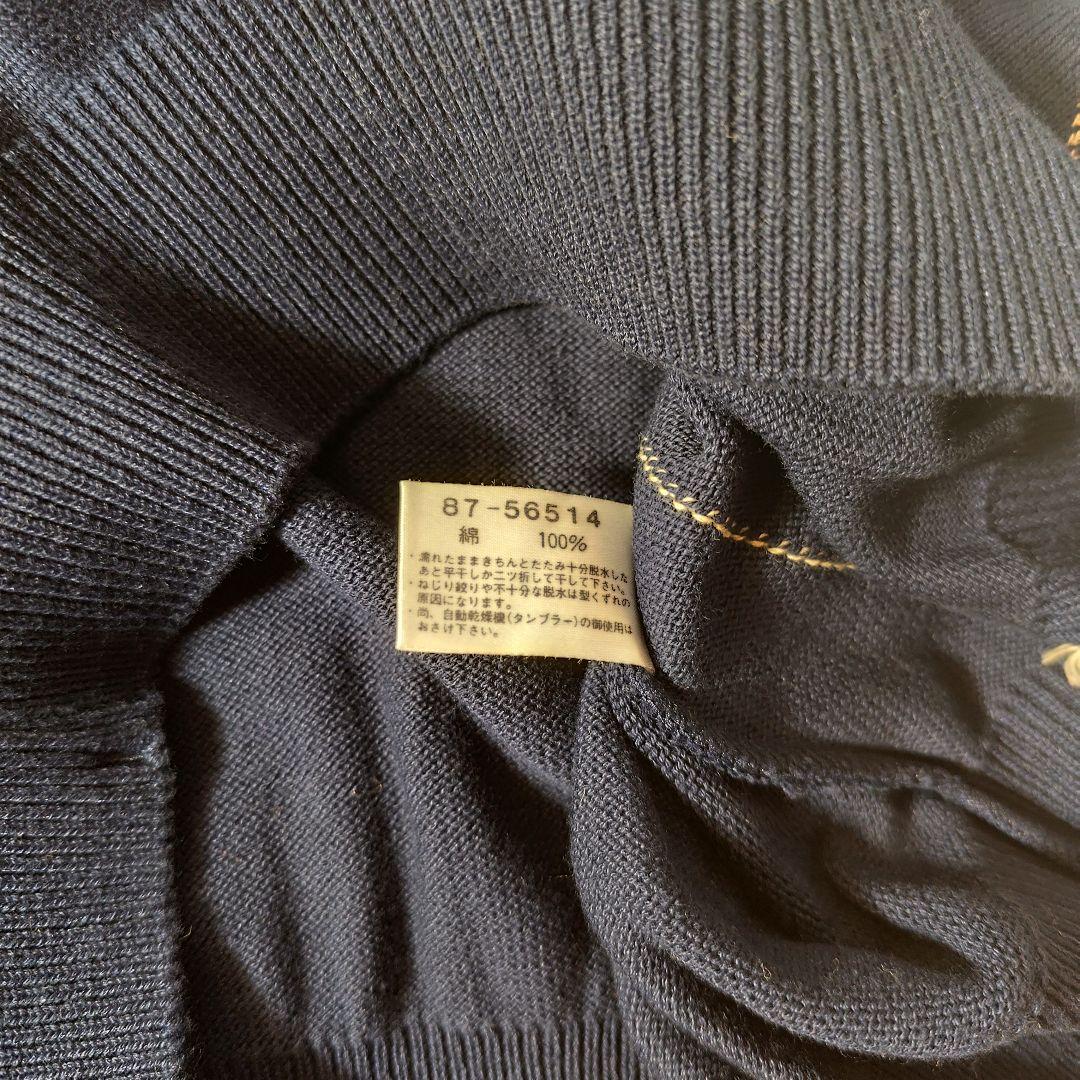 87-56514
綿 100%
・濡れたままきちんとたたみ十分脱水した
あと平干しか二ツ折して干して下さい。
・ねじり絞りや不十分な脱水は型くずれの
原因になります。
・尚、自動乾燥機(タンブラー)の御使用は
おさけ下さい。